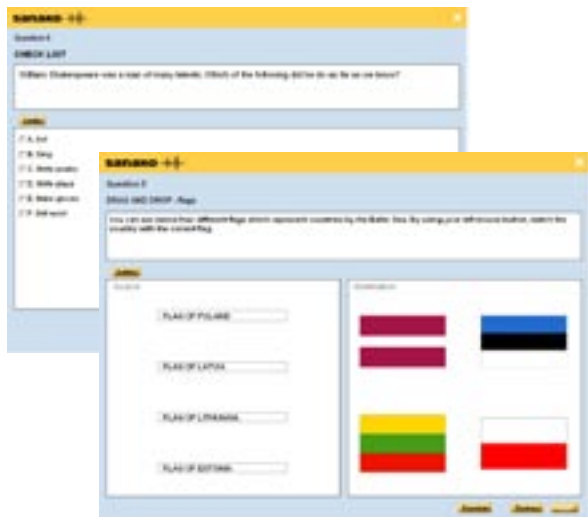 sanako
Question 4
CHECK LIST
William Shakespeare was a man of many talents. Which of the following did he do as far as we know?
A. Act
B. Sing
C. Write
D. Write plays
E. Make gloves
F. Sell wool
sanako
Question 5
DRAG AND DROP - flags
You can see below four different flags which represent countries by the Baltic Sea. By using your left mouse button, match the
country with the correct flag.
Source
Destination
FLAG OF POLAND
FLAG OF LATVIA
FLAG OF LITHUANIA
FLAG OF ESTONIA